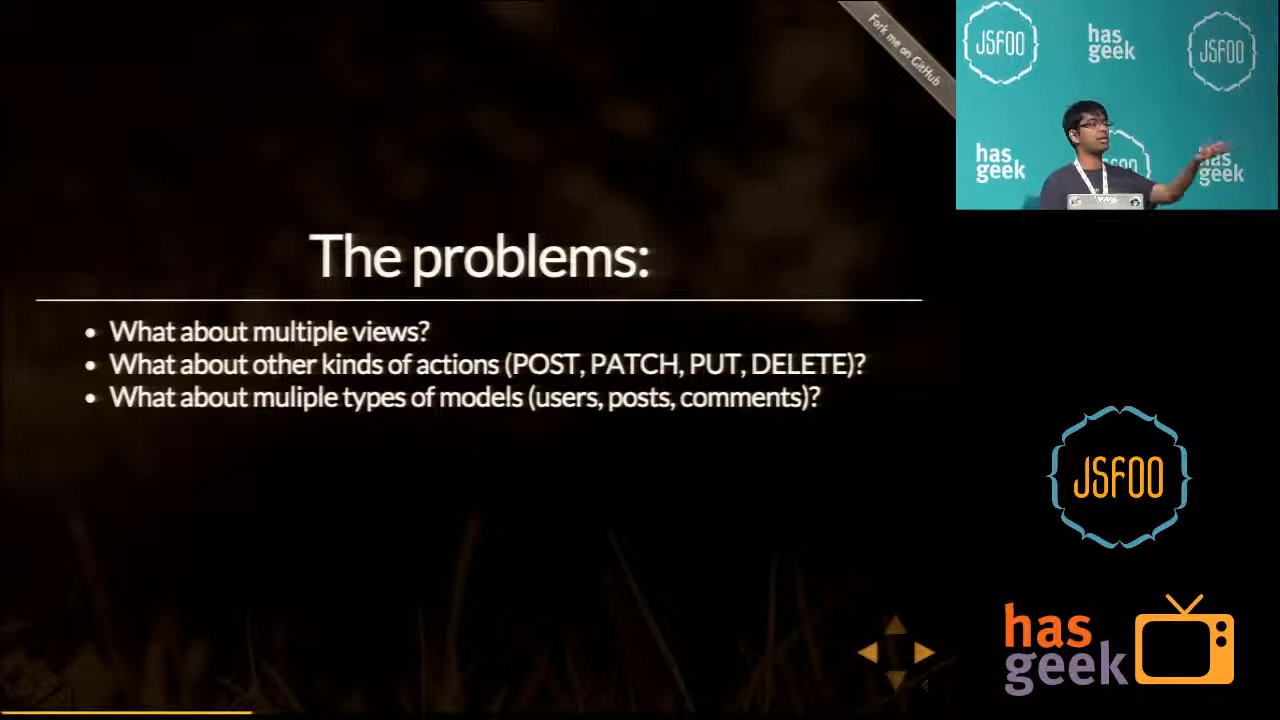 Fork me on GitHub
The problems:
• What about multiple views?
• What about other kinds of actions (POST, PATCH, PUT, DELETE)?
• What about muliple types of models (users, posts, comments)?
JSFOO
has
geek
JSFOO
has
geek
JSFOO
has
geek
JSFOO
has
geek